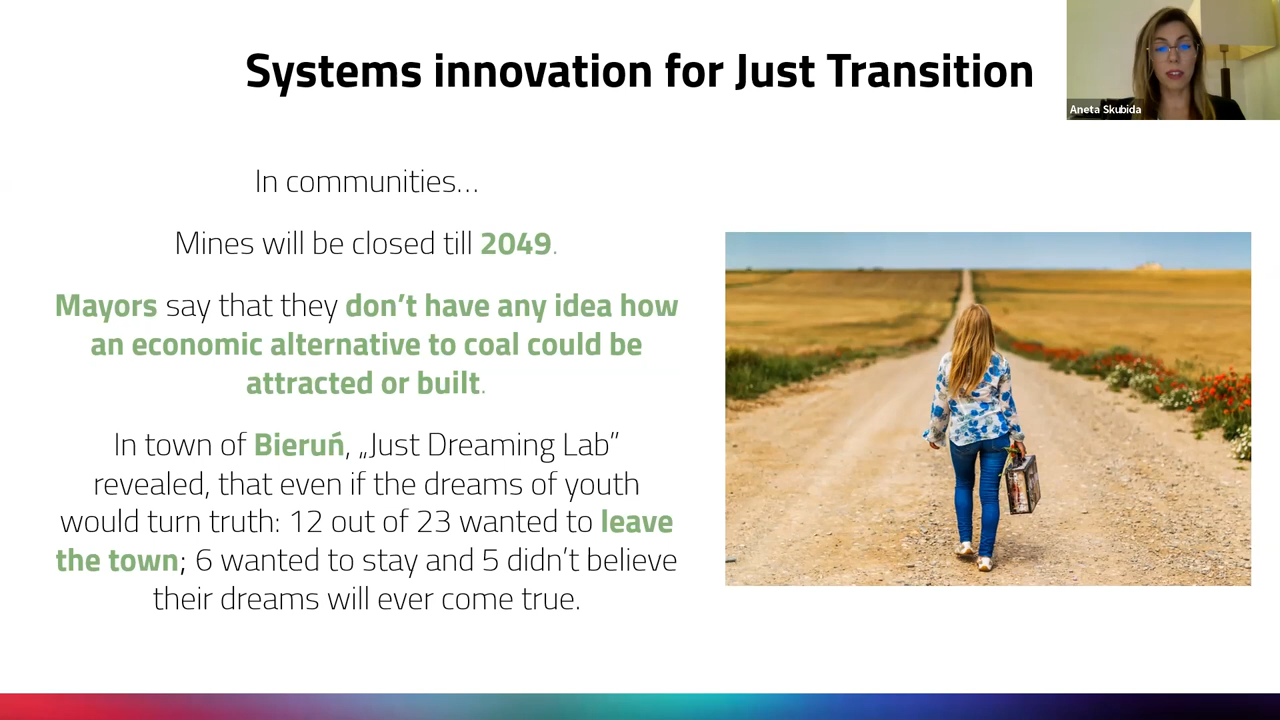 Systems innovation for Just Transition
Aneta Skubida
In communities...
Mines will be closed till 2049.
Mayors say that they don't have any idea how
an economic alternative to coal could be
attracted or built.
In town of Bieruń, „Just Dreaming Lab”
revealed, that even if the dreams of youth
would turn truth: 12 out of 23 wanted to leave
the town; 6 wanted to stay and 5 didn't believe
their dreams will ever come true.